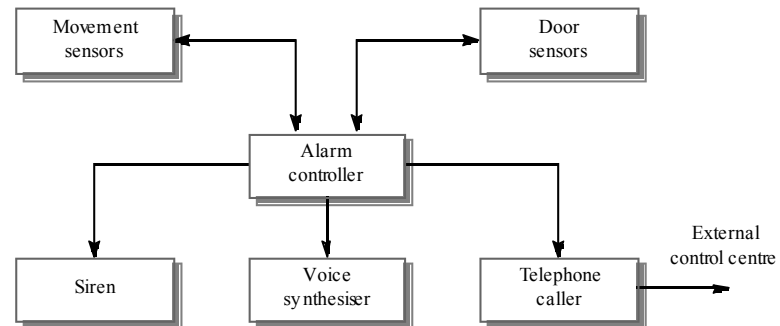 Movement
sensors
Door
sensors
Alarm
controller
Siren
Voice
synthesiser
Telephone
caller
External
control centre